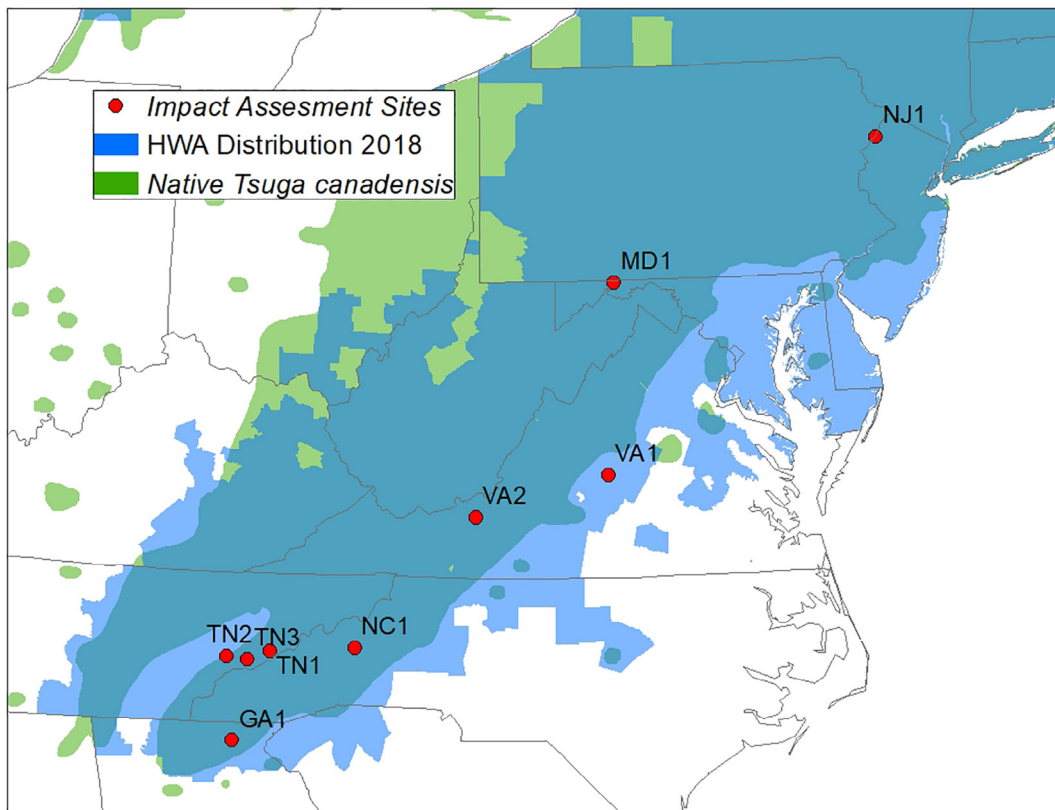 Impact Assesment Sites
HWA Distribution 2018
Native Tsuga canadensis
NJ1
MD1
VA1
VA2
TN2
TN3
NC1
TN1
GA1